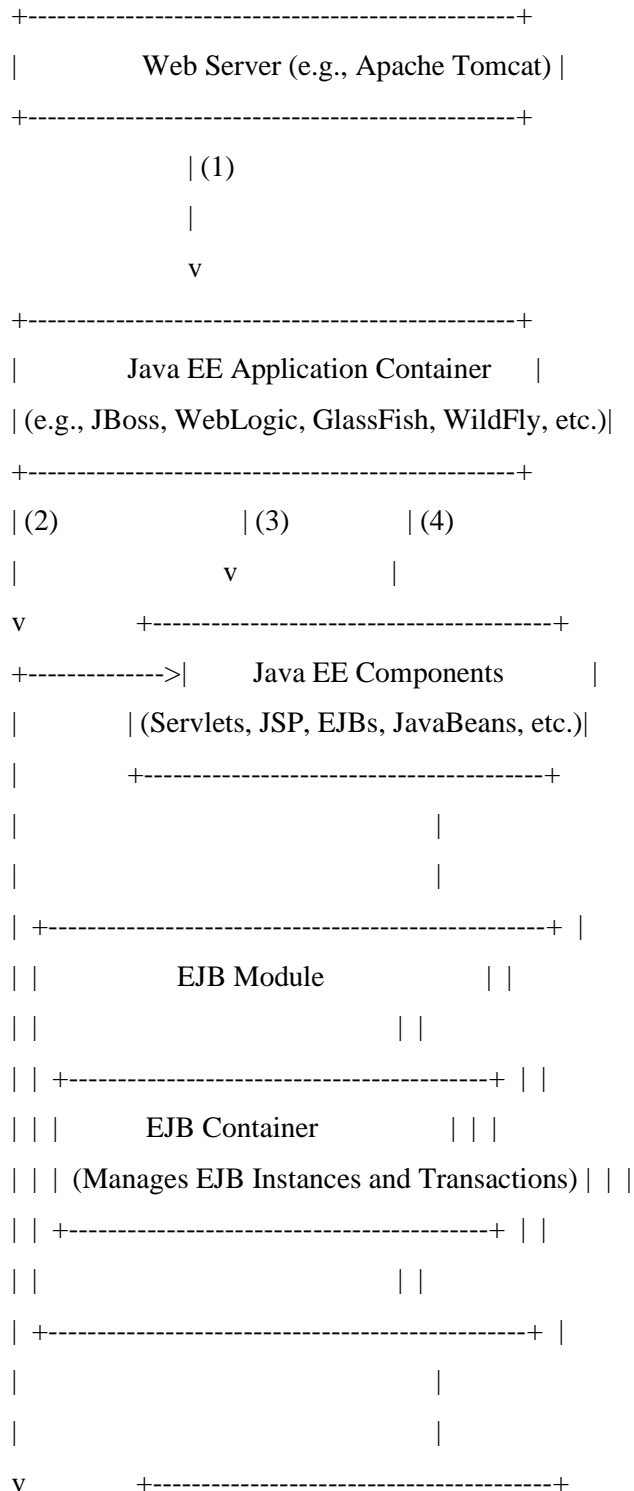 +--------------------------------------------------+
| Web Server (e.g., Apache Tomcat) |
+--------------------------------------------------+
| (1)
|
v
+--------------------------------------------------+
| Java EE Application Container |
| (e.g., JBoss, WebLogic, GlassFish, WildFly, etc.)|
+--------------------------------------------------+
| (2) | (3) | (4)
| v |
v +-----------------------------------------+
+-------------->| Java EE Components |
| | (Servlets, JSP, EJBs, JavaBeans, etc.)|
| +----------------------------------------+
| |
| |
| +---------------------------------------------------+ |
| | EJB Module | |
| | | |
| | +-------------------------------------------+ | |
| | | EJB Container | | |
| | | (Manages EJB Instances and Transactions) | | |
| | +-------------------------------------------+ | |
| | | |
| +-------------------------------------------------+ |
| |
| |
v +-----------------------------------------+